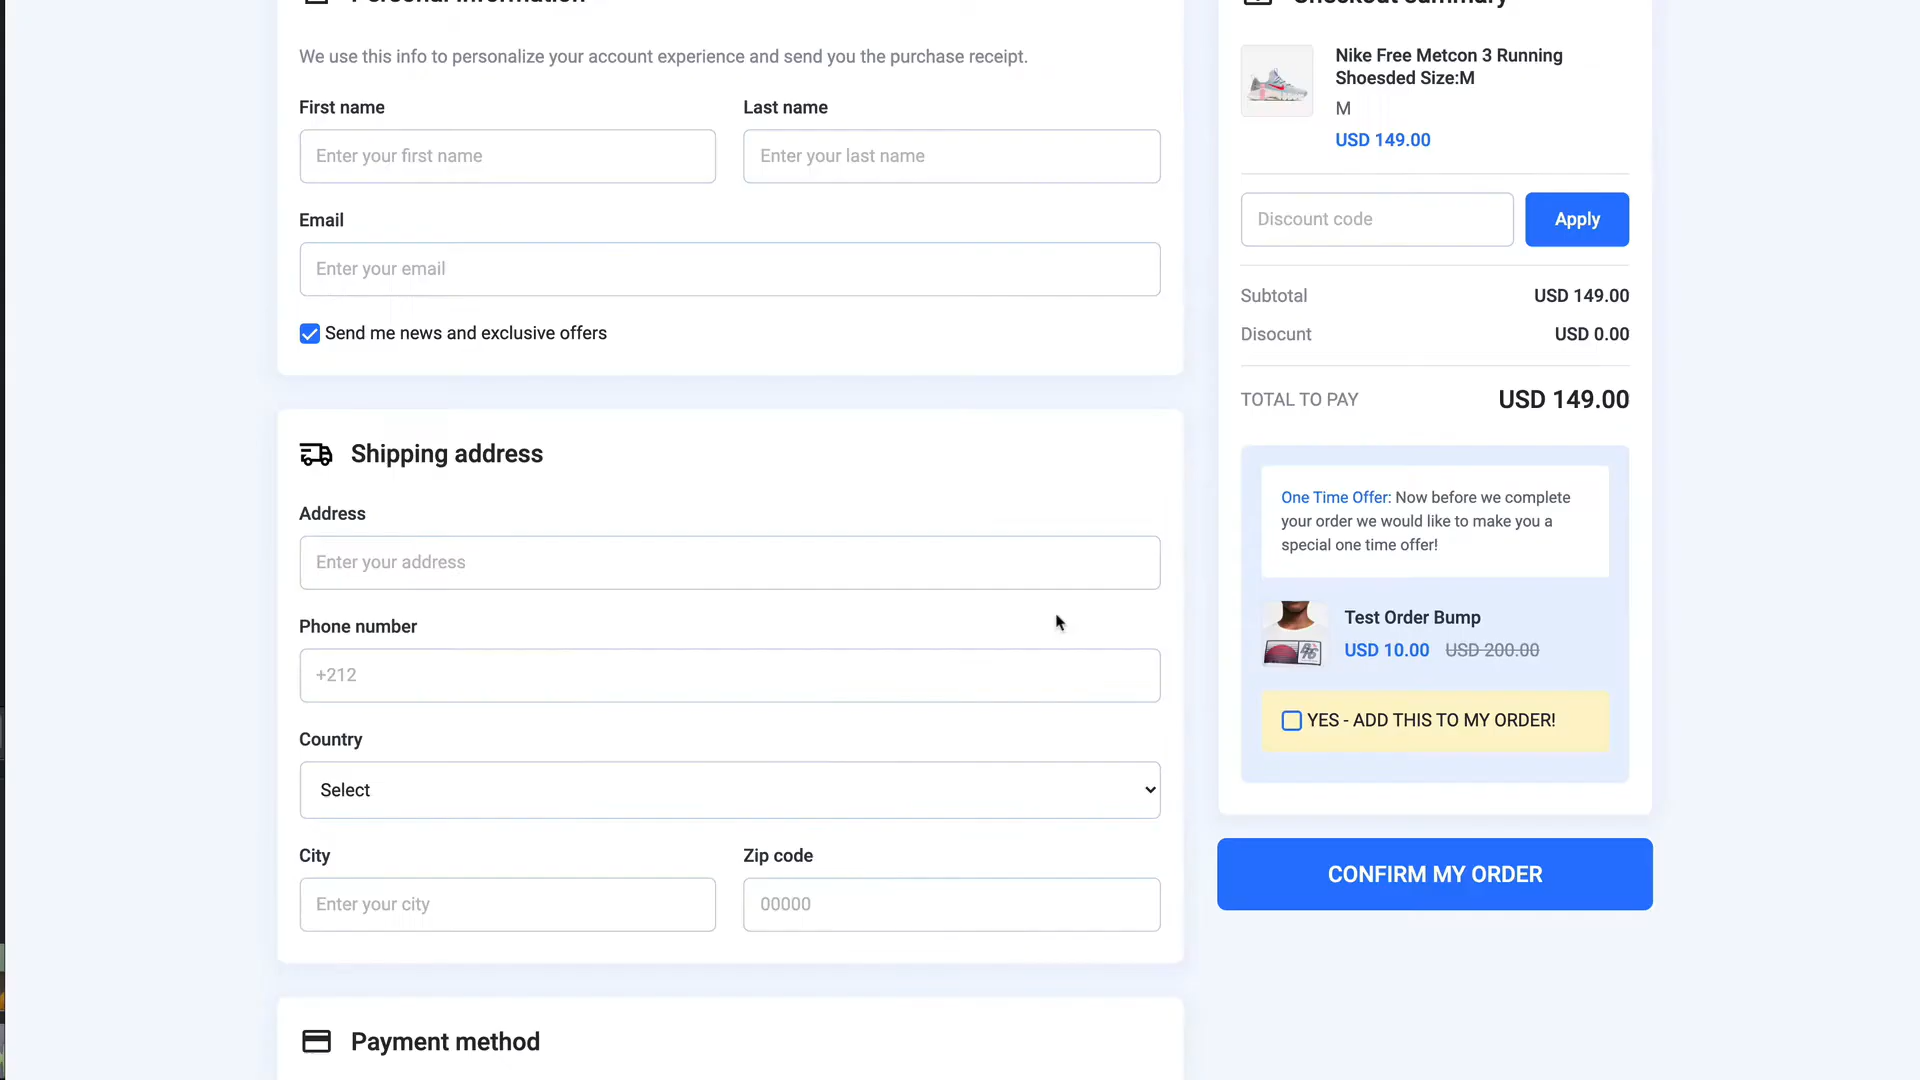 Personal information
We use this info to personalize your account experience and send you the purchase receipt.
First name
Last name
Enter your first name
Enter your last name
Email
Enter your email
Send me news and exclusive offers
Shipping address
Address
Enter your address
Phone number
+212
Country
Select
City
Zip code
Enter your city
00000
Payment method
Checkout summary
Nike Free Metcon 3 Running
Shoesded Size:M
M
USD 149.00
Discount code
Apply
Subtotal
USD 149.00
Disocunt
USD 0.00
TOTAL TO PAY
USD 149.00
One Time Offer: Now before we complete
your order we would like to make you a
special one time offer!
Test Order Bump
USD 10.00 USD 200.00
YES - ADD THIS TO MY ORDER!
CONFIRM MY ORDER